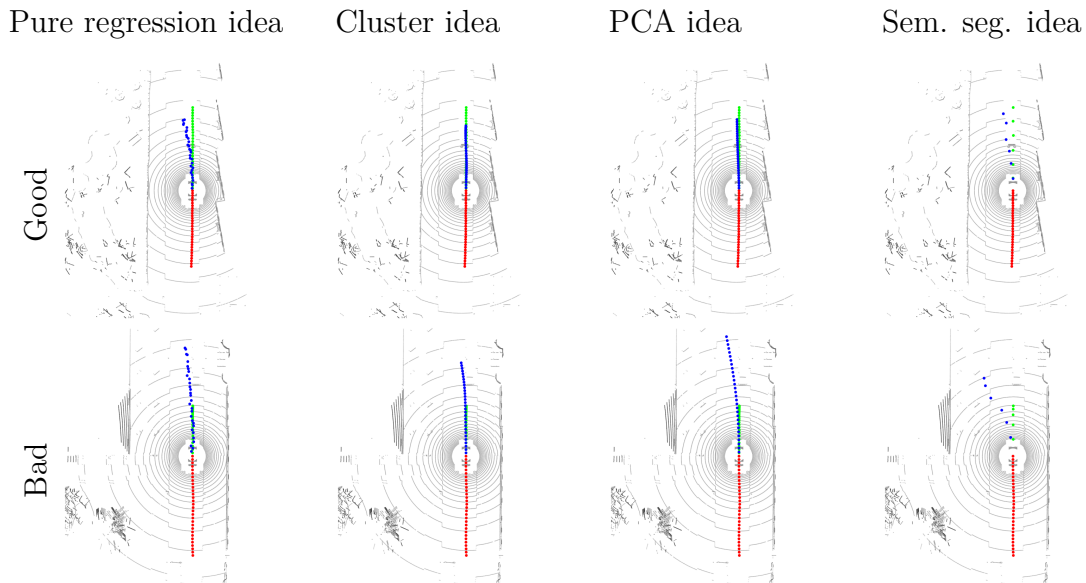 Pure regression idea
Cluster idea
PCA idea
Sem. seg. idea
Good
Bad